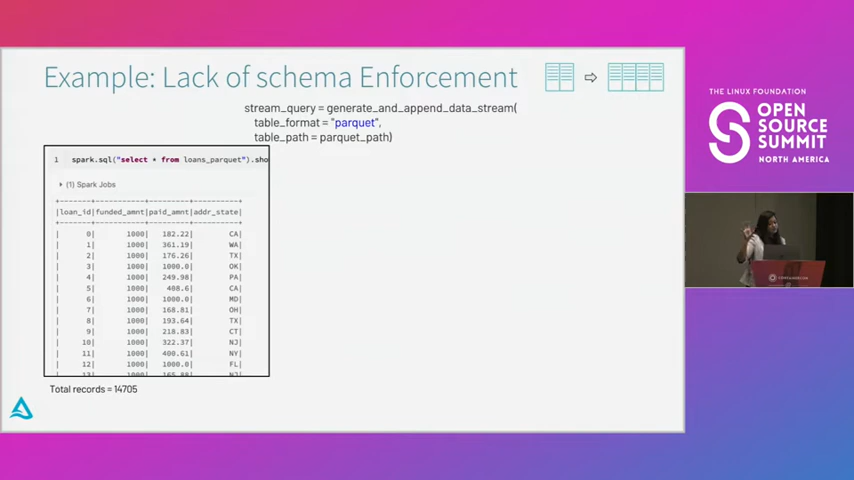 Example: Lack of schema Enforcement
stream_query = generate_and_append_data_stream(
table_format = "parquet",
table_path = parquet_path)
1 spark.sql("select * from loans_parquet").sho
(1) Spark Jobs
+-------+-----------+---------+----------+
|loan_id|funded_amnt|paid_amnt|addr_state|
+-------+-----------+---------+----------+
| 0| 1000| 182.22| CA|
| 1| 1000| 361.19| WA|
| 2| 1000| 176.26| TX|
| 3| 1000| 1000.0| OK|
| 4| 1000| 249.98| PA|
| 5| 1000| 408.6| CA|
| 6| 1000| 1000.0| MD|
| 7| 1000| 168.81| OH|
| 8| 1000| 193.64| TX|
| 9| 1000| 218.83| CT|
| 10| 1000| 322.37| NJ|
| 11| 1000| 400.61| NY|
| 12| 1000| 1000.0| FL|
| 13| 1000| 165.88| NJ|
Total records = 14705
THE LINUX FOUNDATION
OPEN
SOURCE
SUMMIT
NORTH AMERICA